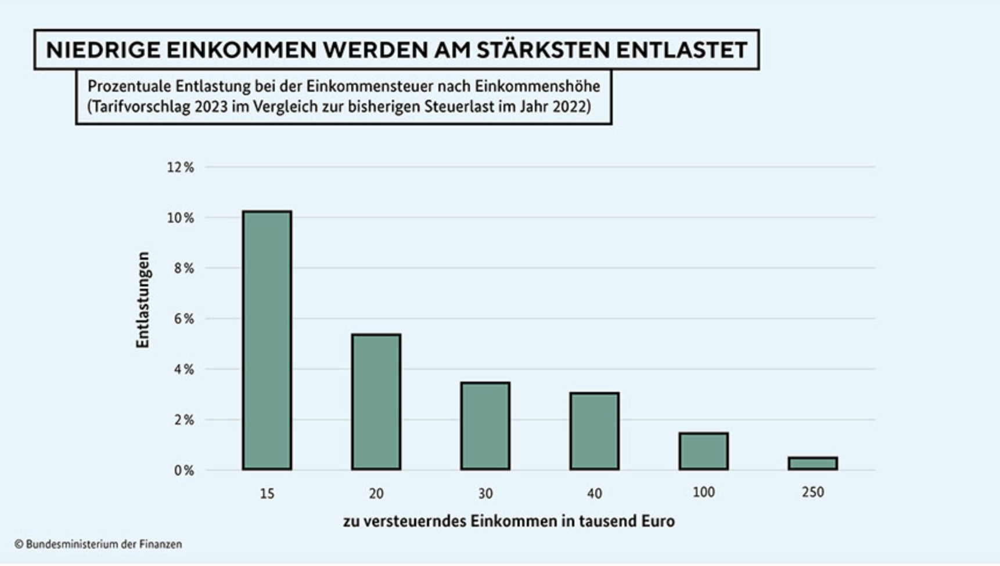 NIEDRIGE EINKOMMEN WERDEN AM STÄRKSTEN ENTLASTET
Prozentuale Entlastung bei der Einkommensteuer nach Einkommenshöhe
(Tarifvorschlag 2023 im Vergleich zur bisherigen Steuerlast im Jahr 2022)
12 %
10 %
8 %
6 %
4 %
2 %
0 %
Entlastungen
15 20 30 40 100 250
zu versteuerndes Einkommen in tausend Euro
© Bundesministerium der Finanzen